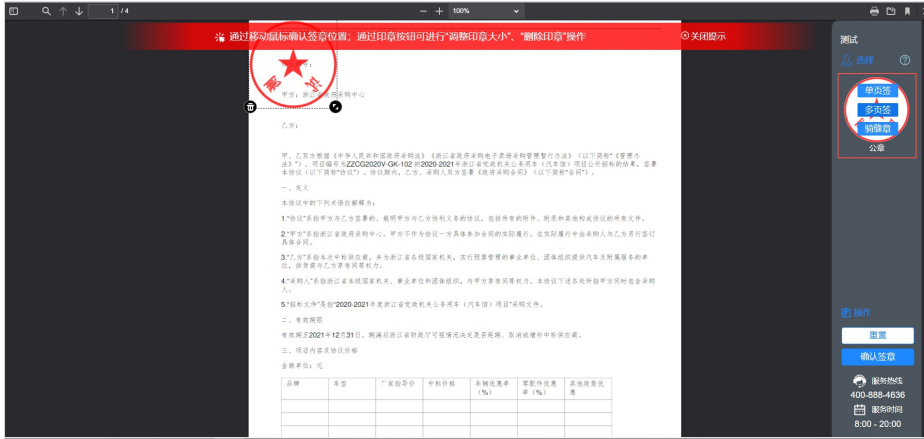 1 / 4
100%
通过移动鼠标确认签章位置；通过印章按钮可进行“调整印章大小”、“删除印章”操作
关闭提示
甲方：浙江省政府采购中心
乙方：
甲、乙双方根据《中华人民共和国政府采购法》《浙江省政府采购电子卖场采购管理暂行办法》（以下简称“《管理办
法》”）、项目编号为ZZCG2020V-GK-102 的2020-2021年浙江省党政机关公务用车（汽车馆）项目公开招标的结果，签署
本协议（以下简称“协议”）。协议期内，乙方、采购人双方签署《政府采购合同》（以下简称“合同”）。
一、定义
本协议中的下列术语应解释为：
1.“协议”系指甲方与乙方签署的、载明甲方与乙方协利义务的协议，包括所有的附件、附录和其他构成协议的所有文件。
2.“甲方”系指浙江省政府采购中心。甲方不作为协议一方具体参加合同的实际履行。在实际履行中由采购人与乙方另行签订
具体合同。
3.“乙方”系指本次中标供应商，并为浙江省各级国家机关、实行预算管理的事业单位、团体组织提供汽车及附属服务的单
位。供货商与乙方享有同等权力。
4.“采购人”系指浙江省本级国家机关、事业单位和团体组织。与甲方享有同等权力。本协议下述各处所指甲方同时包含采购
人。
5.“招标文件”是指“2020-2021年度浙江省党政机关公务用车（汽车馆）项目”采购文件。
二、有效期限
有效期至2021年12月31日。期满后浙江省财政厅可视情况决定是否延期、取消或增补中标供应商。
三、项目内容及协议价格
金额单位：元
品牌 车型 厂家指导价 中标价格 车辆优惠率（%） 零配件优惠率（%） 其他政策优惠
测试
选择
单页签
多页签
骑缝章
公章
操作
重置
确认签章
服务热线
400-888-4636
服务时间
8:00 - 20:00